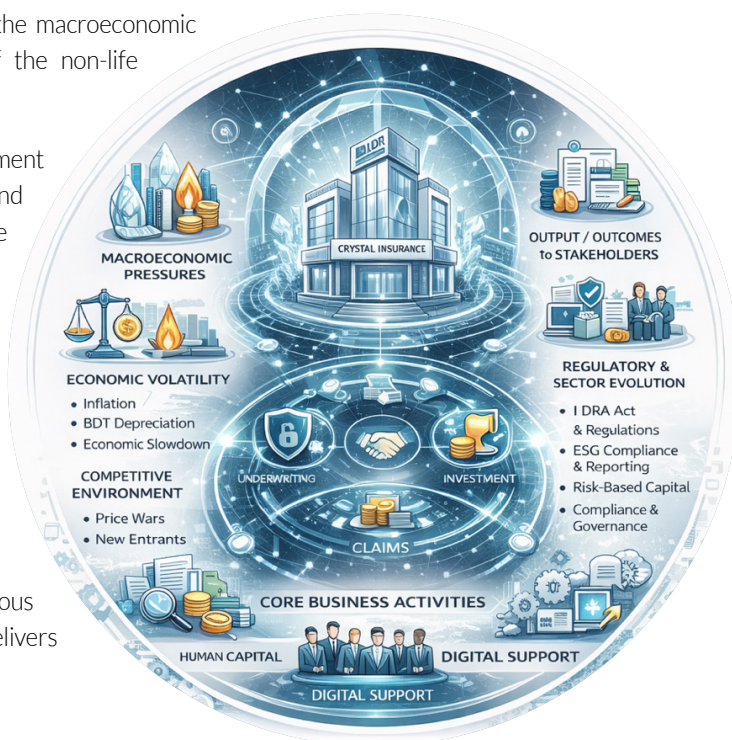 the macroeconomic
the non-life
ment
nd
e
LDR
CRYSTAL INSURANCE
MACROECONOMIC
PRESSURES
OUTPUT / OUTCOMES
to STAKEHOLDERS
ECONOMIC VOLATILITY
• Inflation
• BDT Depreciation
• Economic Slowdown
REGULATORY &
SECTOR EVOLUTION
• I DRA Act
& Regulations
• ESG Compliance
& Reporting
• Risk-Based Capital
• Compliance &
Governance
COMPETITIVE
ENVIRONMENT
• Price Wars
• New Entrants
UNDERWRITING
INVESTMENT
CLAIMS
ous
elivers
CORE BUSINESS ACTIVITIES
HUMAN CAPITAL
DIGITAL SUPPORT
DIGITAL SUPPORT